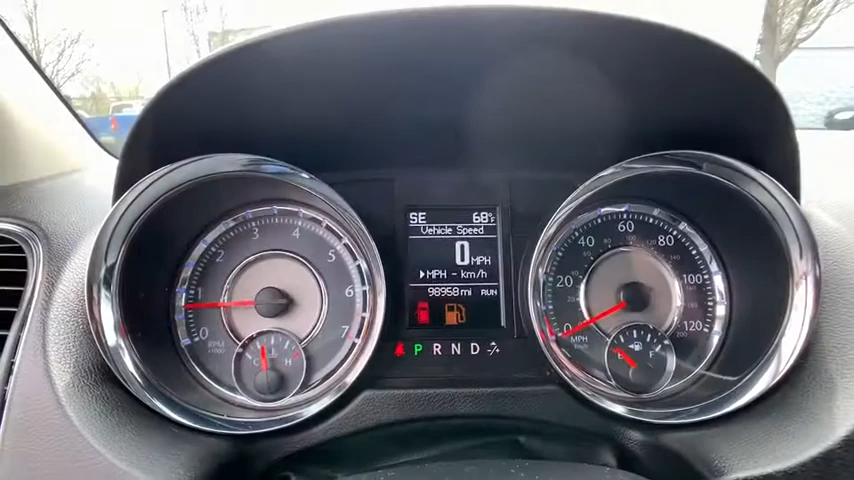 SE 68°F
Vehicle Speed
0 MPH
MPH - km/h
98958 mi RUN
P R N D -/+
0 1 2 3 4 5 6 7
RPM
C H
0 20 40 60 80 100 120
MPH
E F